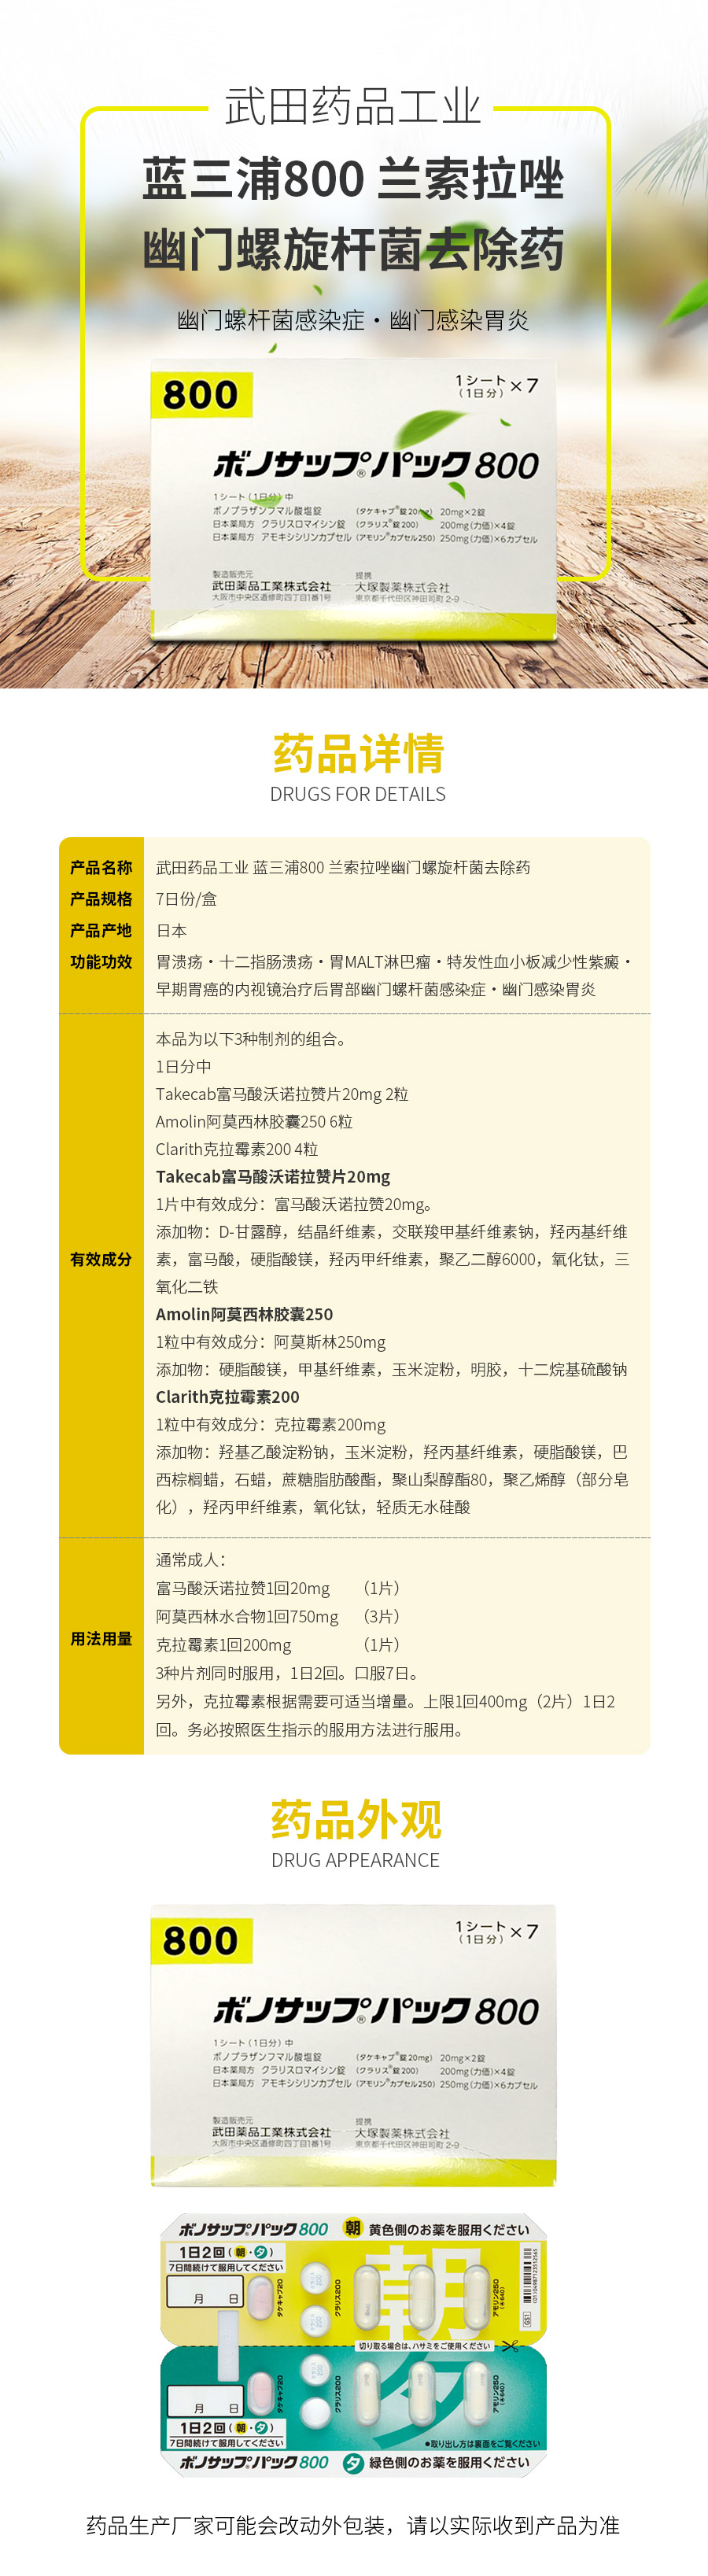 武田药品工业
蓝三浦800 兰索拉唑
幽门螺旋杆菌去除药
幽门螺杆菌感染症・幽门感染胃炎
800
1シート×7
(1日分)
ボノサップ®パック800
1シート(1日分)中
ボノプラザンフマル酸塩錠 (タケキャブ®錠20mg) 20mg×2錠
日本薬局方 クラリスロマイシン錠 (クラリス®錠200) 200mg(力価)×4錠
日本薬局方 アモキシシリンカプセル (アモリン®カプセル250) 250mg(力価)×6カプセル
製造販売元 提携
武田薬品工業株式会社 大塚製薬株式会社
大阪市中央区道修町四丁目1番1号 東京都千代田区神田司町2-9
药品详情
DRUGS FOR DETAILS
产品名称 武田药品工业 蓝三浦800 兰索拉唑幽门螺旋杆菌去除药
产品规格 7日份/盒
产品产地 日本
功能功效 胃溃疡・十二指肠溃疡・胃MALT淋巴瘤・特发性血小板减少性紫癜・
早期胃癌的内视镜治疗后胃部幽门螺杆菌感染症・幽门感染胃炎
有效成分
本品为以下3种制剂的组合。
1日分中
Takecab富马酸沃诺拉赞片20mg 2粒
Amolin阿莫西林胶囊250 6粒
Clarith克拉霉素200 4粒
Takecab富马酸沃诺拉赞片20mg
1片中有效成分：富马酸沃诺拉赞20mg。
添加物：D-甘露醇，结晶纤维素，交联羧甲基纤维素钠，羟丙基纤维
素，富马酸，硬脂酸镁，羟丙甲纤维素，聚乙二醇6000，氧化钛，三
氧化二铁
Amolin阿莫西林胶囊250
1粒中有效成分：阿莫斯林250mg
添加物：硬脂酸镁，甲基纤维素，玉米淀粉，明胶，十二烷基硫酸钠
Clarith克拉霉素200
1粒中有效成分：克拉霉素200mg
添加物：羟基乙酸淀粉钠，玉米淀粉，羟丙基纤维素，硬脂酸镁，巴
西棕榈蜡，石蜡，蔗糖脂肪酸酯，聚山梨醇酯80，聚乙烯醇（部分皂
化），羟丙甲纤维素，氧化钛，轻质无水硅酸
用法用量
通常成人：
富马酸沃诺拉赞1回20mg （1片）
阿莫西林水合物1回750mg （3片）
克拉霉素1回200mg （1片）
3种片剂同时服用，1日2回。口服7日。
另外，克拉霉素根据需要可适当增量。上限1回400mg（2片）1日2
回。务必按照医生指示的服用方法进行服用。
药品外观
DRUG APPEARANCE
800
1シート×7
(1日分)
ボノサップ®パック800
1シート(1日分)中
ボノプラザンフマル酸塩錠 (タケキャブ®錠20mg) 20mg×2錠
日本薬局方 クラリスロマイシン錠 (クラリス®錠200) 200mg(力価)×4錠
日本薬局方 アモキシシリンカプセル (アモリン®カプセル250) 250mg(力価)×6カプセル
製造販売元 提携
武田薬品工業株式会社 大塚製薬株式会社
大阪市中央区道修町四丁目1番1号 東京都千代田区神田司町2-9
ボノサップパック800 朝 黄色側のお薬を服用ください
1日2回(朝・夕)
7日間続けて服用してください
月 日
タケキャブ20
クラリス200
朝
アモリン250
GS1
切り取る場合は、ハサミをご使用ください
タケキャブ20
クラリス200
夕
アモリン250
月 日
1日2回(朝・夕)
7日間続けて服用してください
●取り出し方は裏面をご覧ください
ボノサップパック800 夕 緑色側のお薬を服用ください
药品生产厂家可能会改动外包装，请以实际收到产品为准